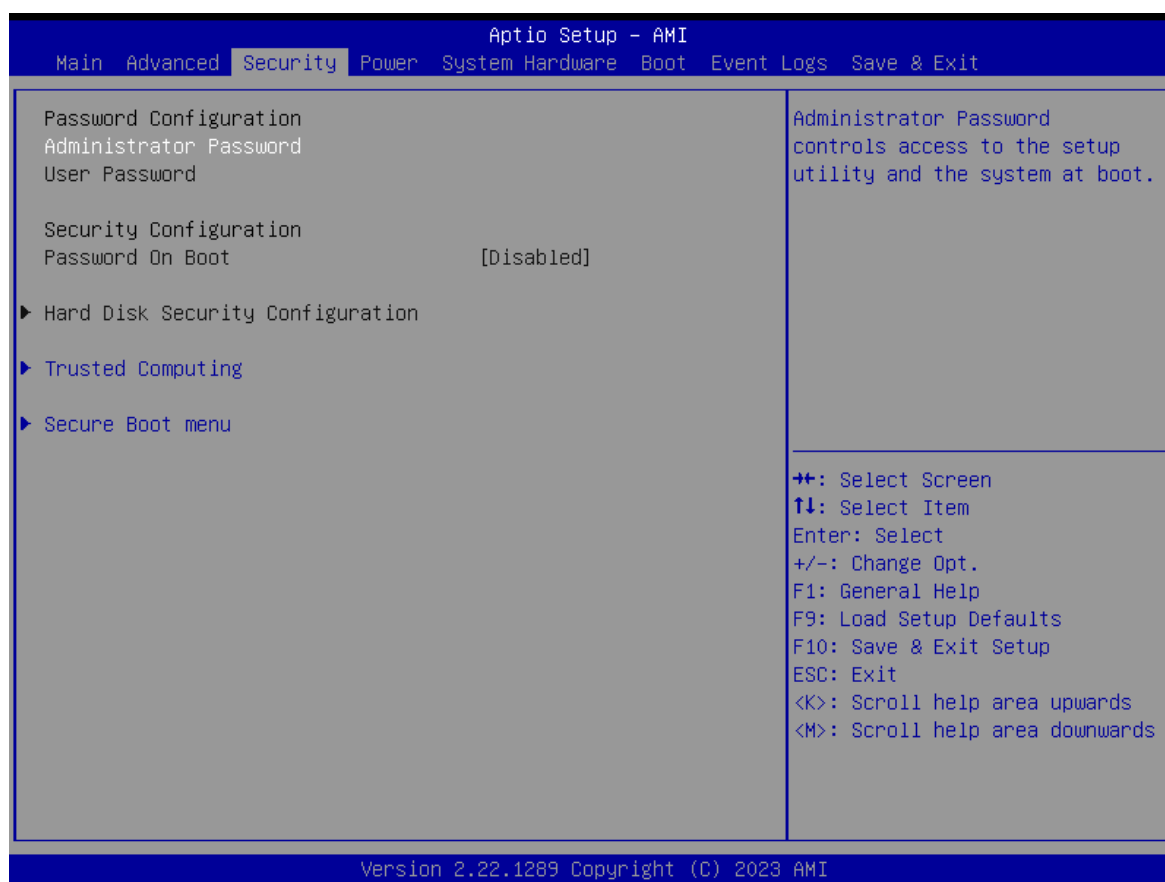 Aptio Setup – AMI
Main Advanced Security Power System Hardware Boot Event Logs Save & Exit
Password Configuration
Administrator Password
User Password
Security Configuration
Password On Boot [Disabled]
▶ Hard Disk Security Configuration
▶ Trusted Computing
▶ Secure Boot menu
Administrator Password
controls access to the setup
utility and the system at boot.
→←: Select Screen
↑↓: Select Item
Enter: Select
+/-: Change Opt.
F1: General Help
F9: Load Setup Defaults
F10: Save & Exit Setup
ESC: Exit
<K>: Scroll help area upwards
<M>: Scroll help area downwards
Version 2.22.1289 Copyright (C) 2023 AMI